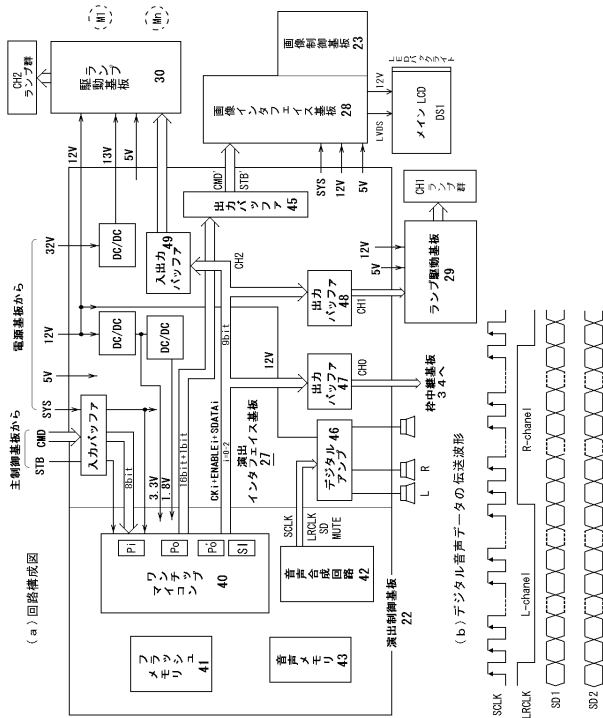 (a)回路構成図
主制御基板から
STB
CMD
電源基板から
SYS
5V
12V
32V
入力バッファ
8bit
DC/DC
DC/DC
DC/DC
12V
13V
5V
ランプ
駆動基板
30
CH2
ランプ群
M1
Mn
入出力
バッファ
49
CH2
3.3V
1.8V
16bit+1bit
9bit
CKi+ENABLEi+SDATAi
i=0~2
演出
インタフェイス基板
27
12V
出力
バッファ
45
CMD'
STB'
画像制御基板
23
画像インタフェイス基板
28
12V
LVDS
LEDバックライト
メインLCD
DS1
SYS
12V
5V
Pi
Po
Po'
SI
ワンチップ
マイコン
40
フラッシュ
メモリ
41
音声メモリ
43
音声合成回路
42
SCLK
LRCLK
SD
MUTE
デジタル
アンプ
46
L
R
出力
バッファ
47
CH0
枠中継基板
34へ
出力
バッファ
48
CH1
5V
12V
ランプ駆動基板
29
CH1
ランプ群
演出制御基板
22
(b)デジタル音声データの伝送波形
SCLK
LRCLK
L-chanel
R-chanel
SD1
SD2